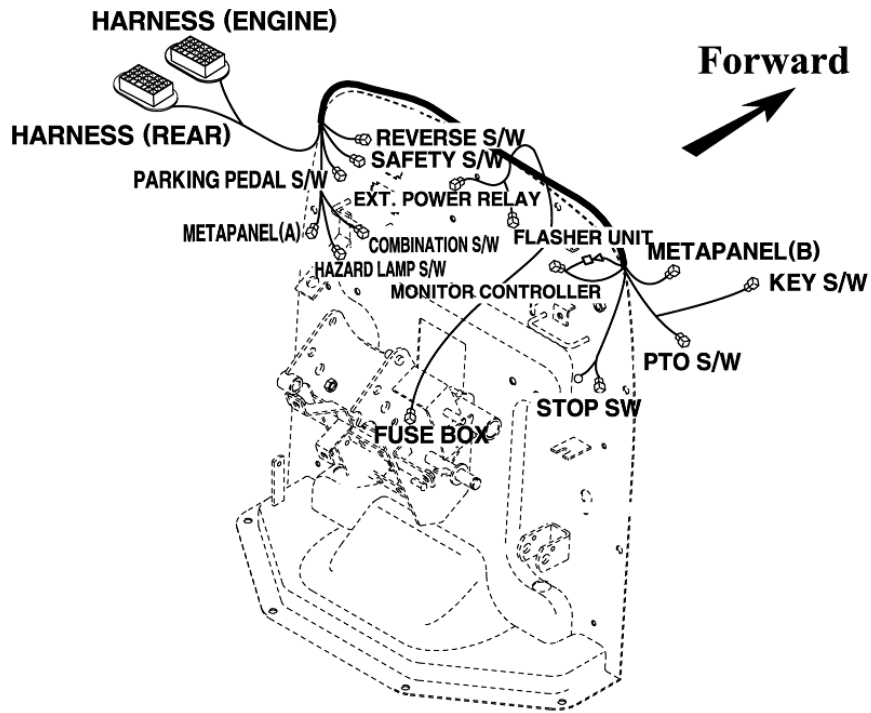 HARNESS (ENGINE)
Forward
HARNESS (REAR)
REVERSE S/W
SAFETY S/W
PARKING PEDAL S/W
EXT. POWER RELAY
METAPANEL(A)
COMBINATION S/W
FLASHER UNIT
METAPANEL(B)
HAZARD LAMP S/W
KEY S/W
MONITOR CONTROLLER
PTO S/W
STOP SW
FUSE BOX